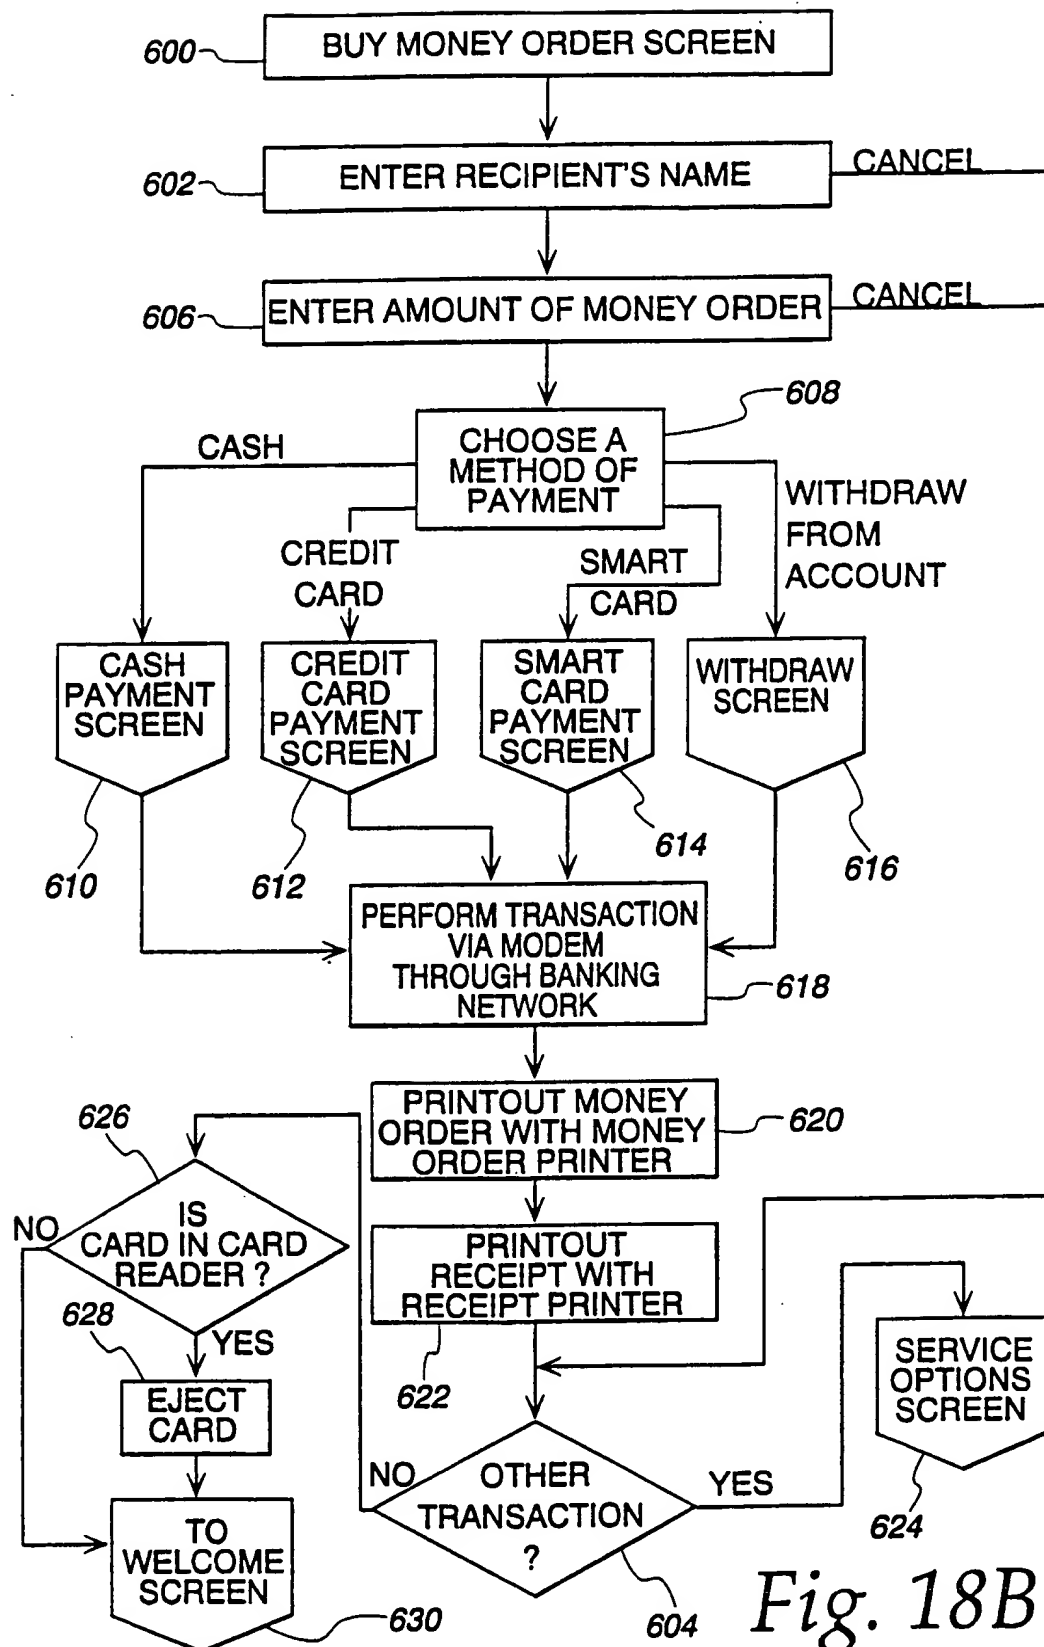 600
BUY MONEY ORDER SCREEN
602
ENTER RECIPIENT'S NAME
CANCEL
606
ENTER AMOUNT OF MONEY ORDER
CANCEL
608
CHOOSE A
METHOD OF
PAYMENT
CASH
CREDIT
CARD
SMART
CARD
WITHDRAW
FROM
ACCOUNT
CASH
PAYMENT
SCREEN
CREDIT
CARD
PAYMENT
SCREEN
SMART
CARD
PAYMENT
SCREEN
WITHDRAW
SCREEN
610
612
614
616
PERFORM TRANSACTION
VIA MODEM
THROUGH BANKING
NETWORK
618
PRINTOUT MONEY
ORDER WITH MONEY
ORDER PRINTER
620
626
IS
CARD IN CARD
READER ?
NO
YES
PRINTOUT
RECEIPT WITH
RECEIPT PRINTER
622
628
EJECT
CARD
SERVICE
OPTIONS
SCREEN
624
NO
OTHER
TRANSACTION
?
YES
604
TO
WELCOME
SCREEN
630
Fig. 18B